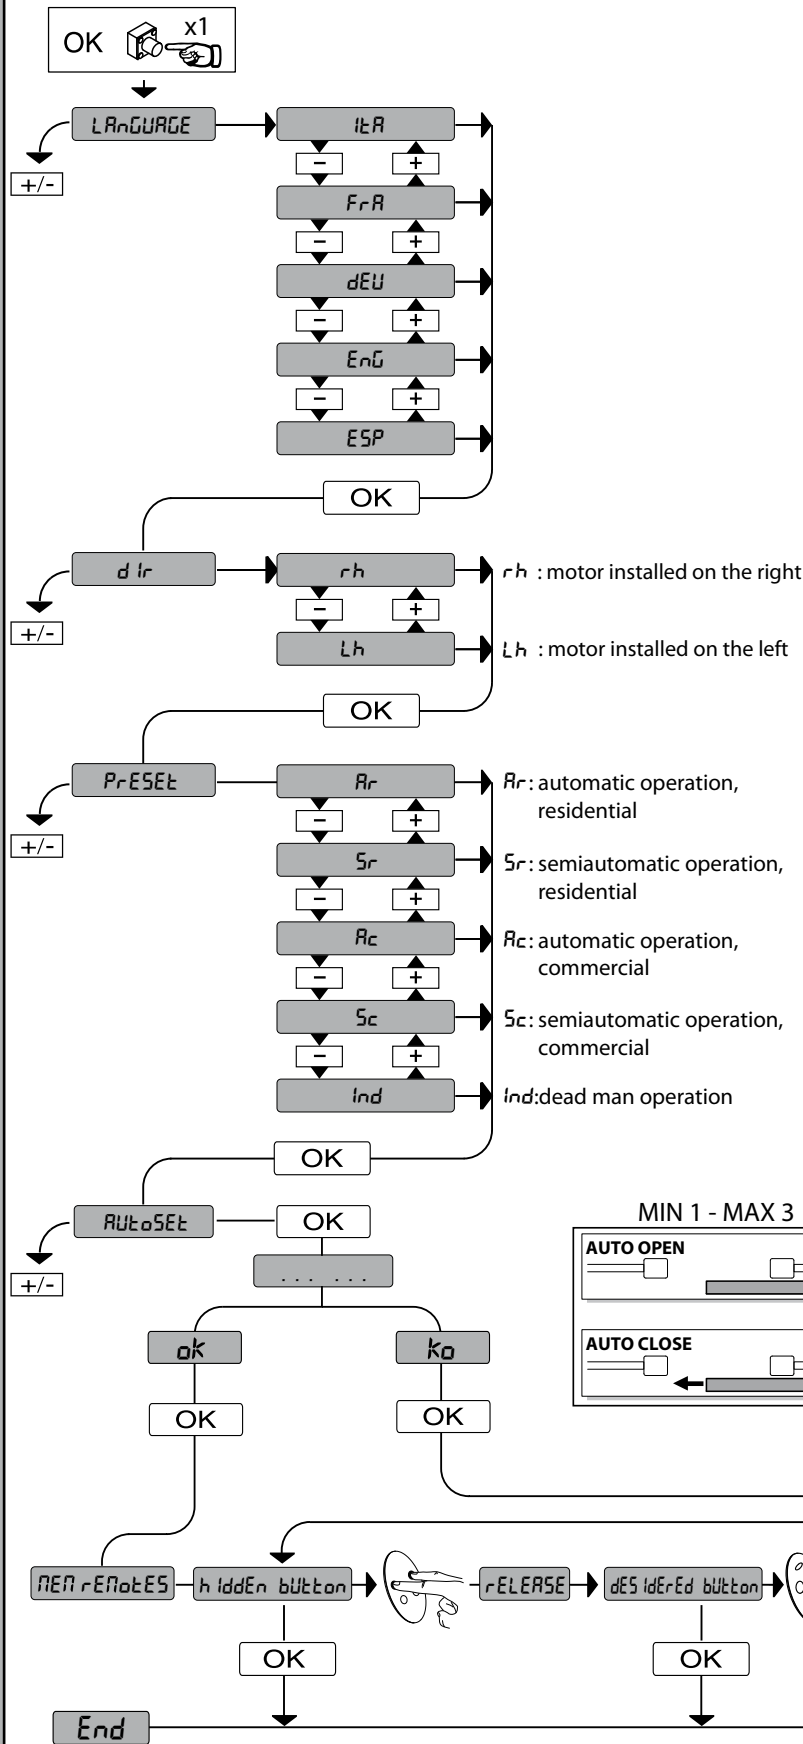 OK x1
LAnGUAGE ItA
- +
+/-
FrA
- +
dEU
- +
EnG
- +
ESP
OK
dIr rh rh : motor installed on the right
- +
+/-
Lh Lh : motor installed on the left
OK
PrESEt Ar Ar: automatic operation,
residential
- +
+/-
Sr Sr: semiautomatic operation,
residential
- +
Ac Ac: automatic operation,
commercial
- +
Sc Sc: semiautomatic operation,
commercial
- +
Ind Ind:dead man operation
OK
MIN 1 - MAX 3
AUtoSEt OK
AUTO OPEN
+/-
... ...
AUTO CLOSE
ok ko
OK OK
MEM rEMotES hIddEn bUtton rELEASE dESIdErEd bUtton
OK OK
End